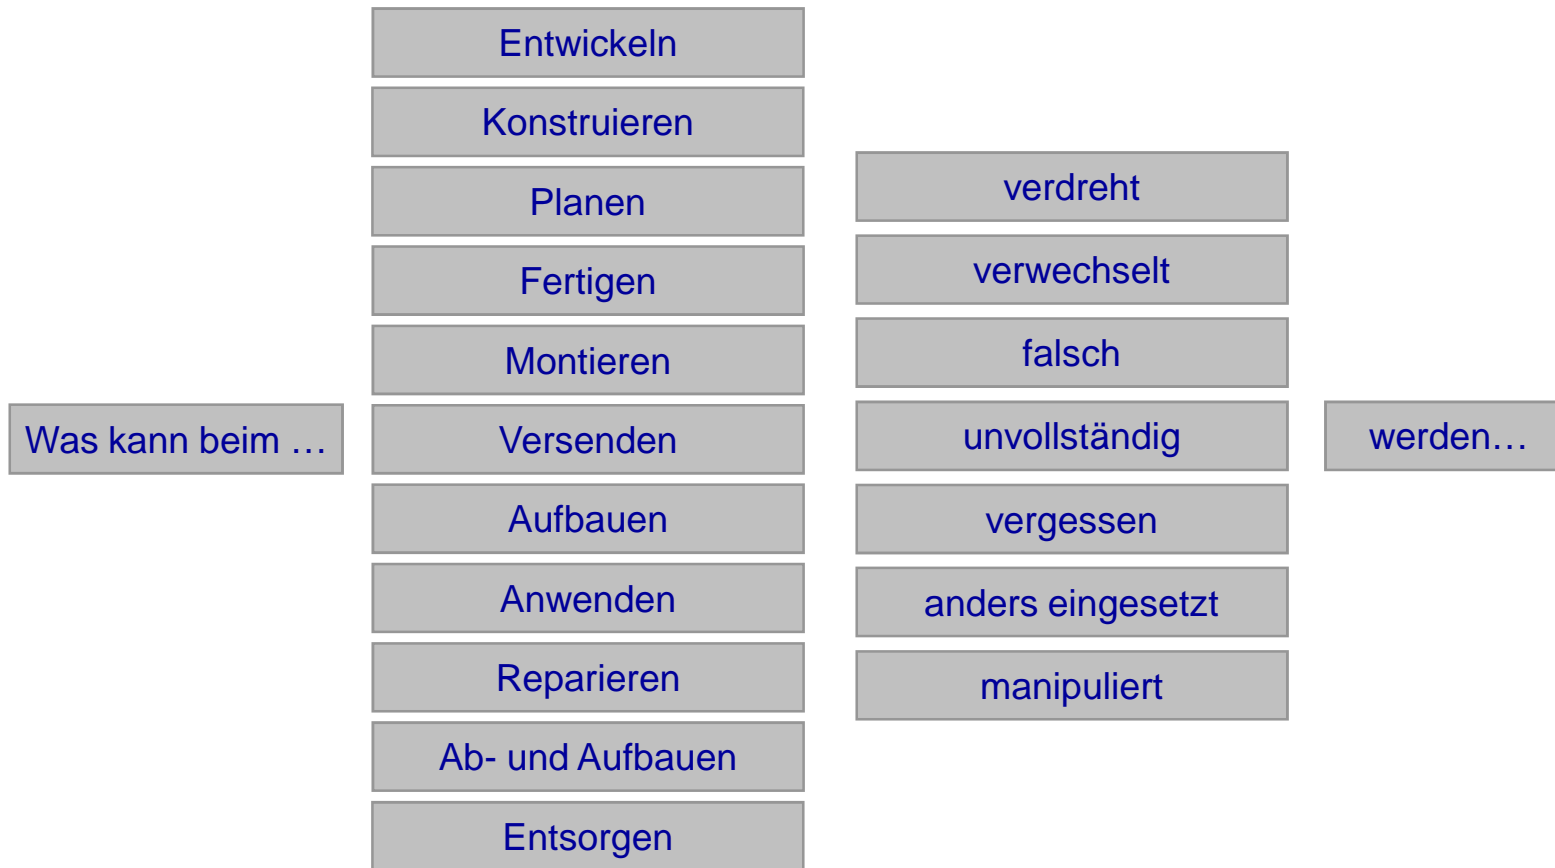 Was kann beim …
Entwickeln
Konstruieren
Planen
Fertigen
Montieren
Versenden
Aufbauen
Anwenden
Reparieren
Ab- und Aufbauen
Entsorgen
verdreht
verwechselt
falsch
unvollständig
vergessen
anders eingesetzt
manipuliert
werden…